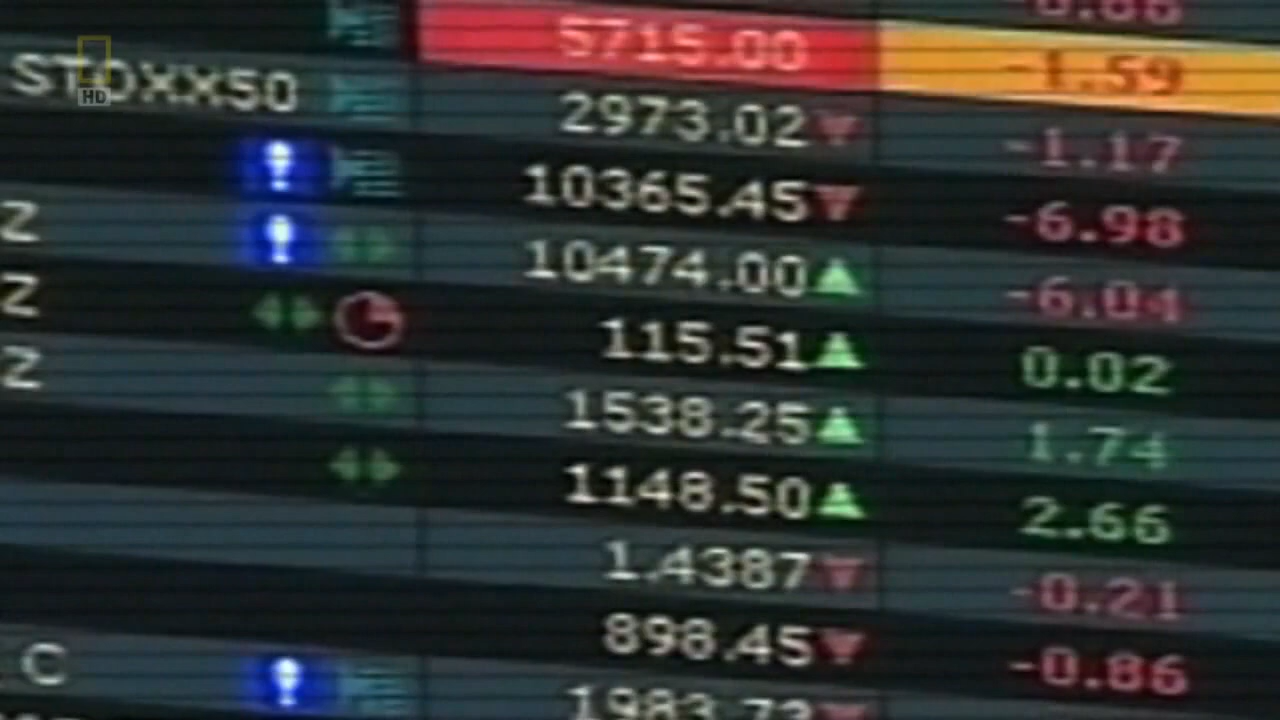 5715.00 -1.59
STOXX50 2973.02 -1.17
10365.45 -6.98
Z 10474.00 -6.04
Z 115.51 0.02
Z 1538.25 1.74
1148.50 2.66
1.4387 -0.21
898.45 -0.86
C
HD